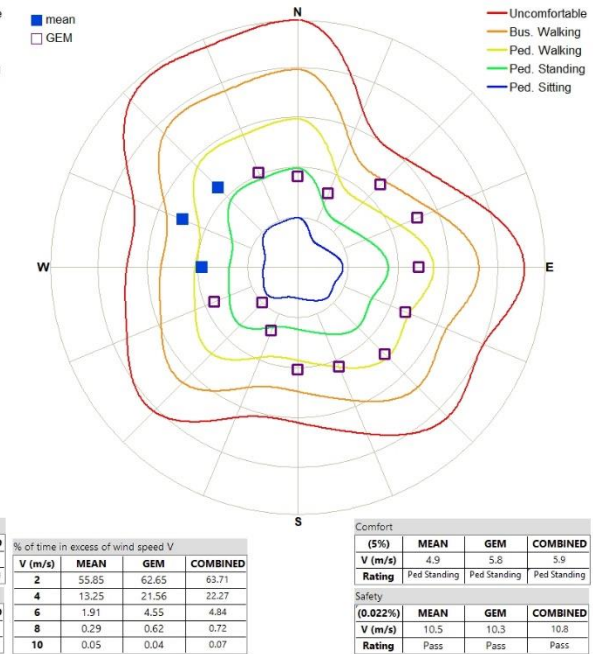 mean
GEM
N
Uncomfortable
Bus. Walking
Ped. Walking
Ped. Standing
Ped. Sitting
W
E
S
% of time in excess of wind speed V
V (m/s) MEAN GEM COMBINED
2 55.85 62.65 63.71
4 13.25 21.56 22.27
6 1.91 4.55 4.84
8 0.29 0.62 0.72
10 0.05 0.04 0.07
Comfort
(5%) MEAN GEM COMBINED
V (m/s) 4.9 5.8 5.9
Rating Ped Standing Ped Standing Ped Standing
Safety
(0.022%) MEAN GEM COMBINED
V (m/s) 10.5 10.3 10.8
Rating Pass Pass Pass